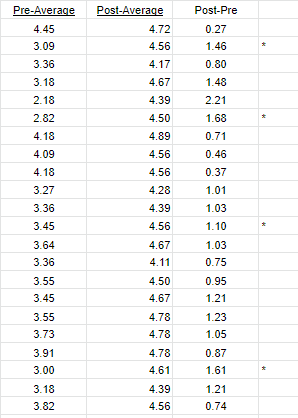 Pre-Average Post-Average Post-Pre
4.45 4.72 0.27
3.09 4.56 1.46 *
3.36 4.17 0.80
3.18 4.67 1.48
2.18 4.39 2.21
2.82 4.50 1.68 *
4.18 4.89 0.71
4.09 4.56 0.46
4.18 4.56 0.37
3.27 4.28 1.01
3.36 4.39 1.03
3.45 4.56 1.10 *
3.64 4.67 1.03
3.36 4.11 0.75
3.55 4.50 0.95
3.45 4.67 1.21
3.55 4.78 1.23
3.73 4.78 1.05
3.91 4.78 0.87
3.00 4.61 1.61 *
3.18 4.39 1.21
3.82 4.56 0.74